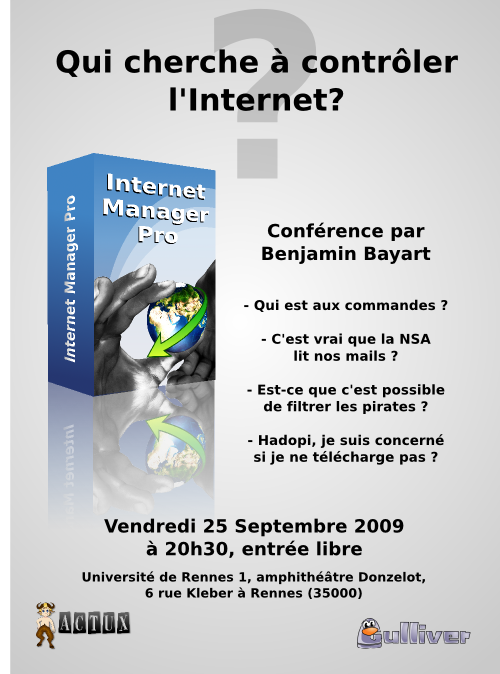 ?
Qui cherche à contrôler
l'Internet?
Internet Manager Pro
Internet
Manager
Pro
Conférence par
Benjamin Bayart
- Qui est aux commandes ?
- C'est vrai que la NSA
lit nos mails ?
- Est-ce que c'est possible
de filtrer les pirates ?
- Hadopi, je suis concerné
si je ne télécharge pas ?
Vendredi 25 Septembre 2009
à 20h30, entrée libre
Université de Rennes 1, amphithéâtre Donzelot,
6 rue Kleber à Rennes (35000)
ACTUX
Gulliver